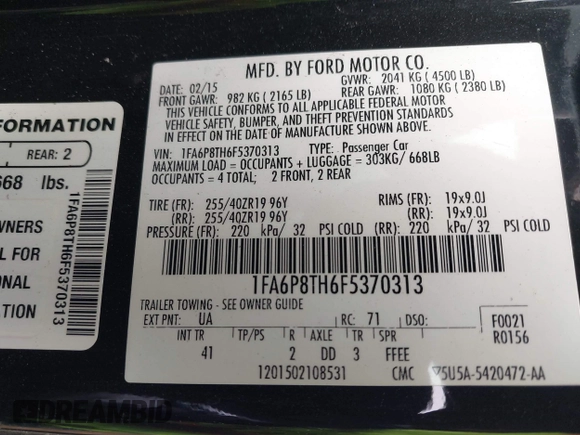 MFD. BY FORD MOTOR CO.
DATE: 02/15
GVWR: 2041 KG (4500 LB)
FRONT GAWR: 982 KG (2165 LB)
REAR GAWR: 1080 KG (2380 LB)
THIS VEHICLE CONFORMS TO ALL APPLICABLE FEDERAL MOTOR
VEHICLE SAFETY, BUMPER, AND THEFT PREVENTION STANDARDS
IN EFFECT ON THE DATE OF MANUFACTURE SHOWN ABOVE.
VIN: 1FA6P8TH6F5370313
TYPE: Passenger Car
MAXIMUM LOAD = OCCUPANTS + LUGGAGE = 303KG/ 668LB
OCCUPANTS = 4 TOTAL; 2 FRONT, 2 REAR
TIRE (FR): 255/40ZR19 96Y RIMS (FR): 19x9.0J
(RR): 255/40ZR19 96Y (RR): 19x9.0J
PRESSURE (FR): 220 kPa/ 32 PSI COLD (RR): 220 kPa/ 32 PSI COLD
1FA6P8TH6F5370313
TRAILER TOWING - SEE OWNER GUIDE
EXT PNT: UA RC: 71 DSO: F0021
R0156
INT TR TP/PS R AXLE TR SPR
41 2 DD 3 FFEE
1201502108531 CMC Z5U5A-5420472-AA
FORMATION
REAR: 2
668 lbs.
WNERS
L FOR
ONAL
ON
1FA6P8TH6F5370313
DREAMBID